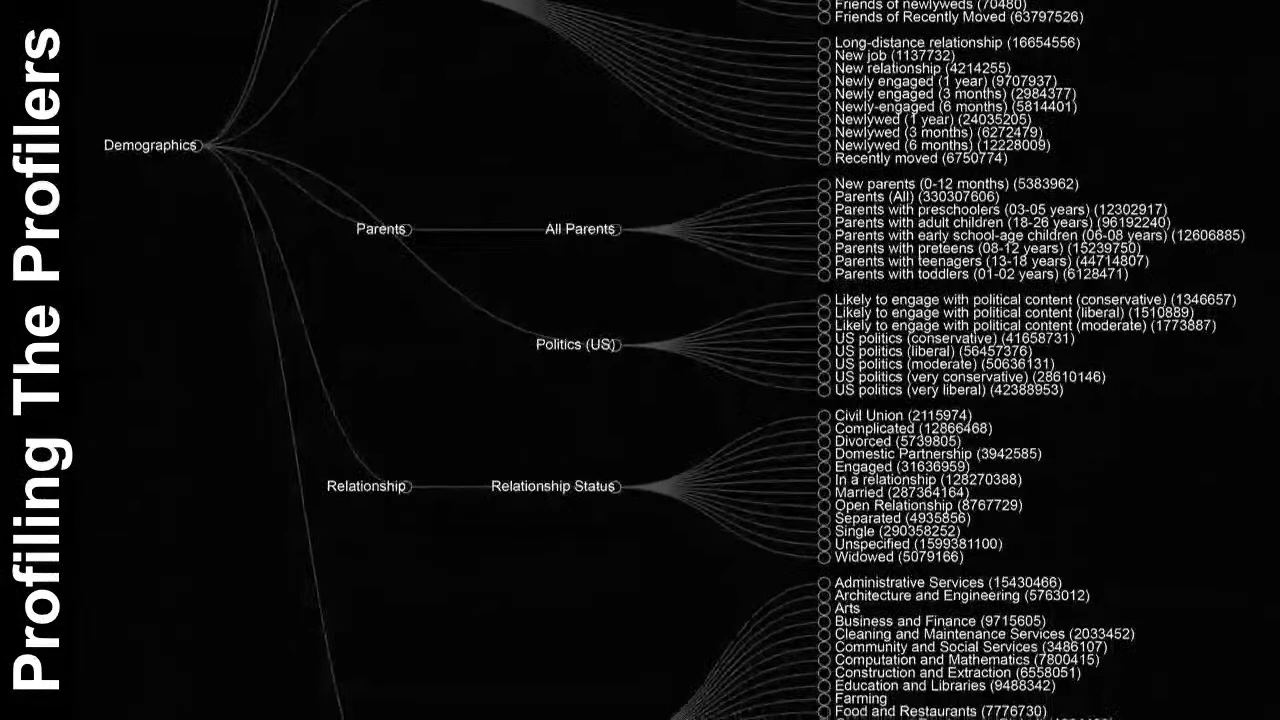 Profiling The Profilers
Friends of newlyweds (70480)
Friends of Recently Moved (63797526)
Long-distance relationship (16654556)
New job (1137732)
New relationship (4214255)
Newly engaged (1 year) (9707937)
Newly engaged (3 months) (2984377)
Newly-engaged (6 months) (5814401)
Newlywed (1 year) (24035205)
Newlywed (3 months) (6272479)
Newlywed (6 months) (12228009)
Recently moved (6750774)
Demographics
Parents
All Parents
New parents (0-12 months) (5383962)
Parents (All) (330307606)
Parents with preschoolers (03-05 years) (12302917)
Parents with adult children (18-26 years) (96192240)
Parents with early school-age children (06-08 years) (12606885)
Parents with preteens (08-12 years) (15239750)
Parents with teenagers (13-18 years) (44714807)
Parents with toddlers (01-02 years) (6128471)
Politics (US)
Likely to engage with political content (conservative) (1346657)
Likely to engage with political content (liberal) (1510889)
Likely to engage with political content (moderate) (1773887)
US politics (conservative) (41658731)
US politics (liberal) (56457376)
US politics (moderate) (50636131)
US politics (very conservative) (28610146)
US politics (very liberal) (42388953)
Relationship
Relationship Status
Civil Union (2115974)
Complicated (12866468)
Divorced (5739805)
Domestic Partnership (3942585)
Engaged (31636959)
In a relationship (128270388)
Married (287364164)
Open Relationship (8767729)
Separated (4935856)
Single (290358252)
Unspecified (1599381100)
Widowed (5079166)
Administrative Services (15430466)
Architecture and Engineering (5763012)
Arts
Business and Finance (9715605)
Cleaning and Maintenance Services (2033452)
Community and Social Services (3486107)
Computation and Mathematics (7800415)
Construction and Extraction (6558051)
Education and Libraries (9488342)
Farming
Food and Restaurants (7776730)